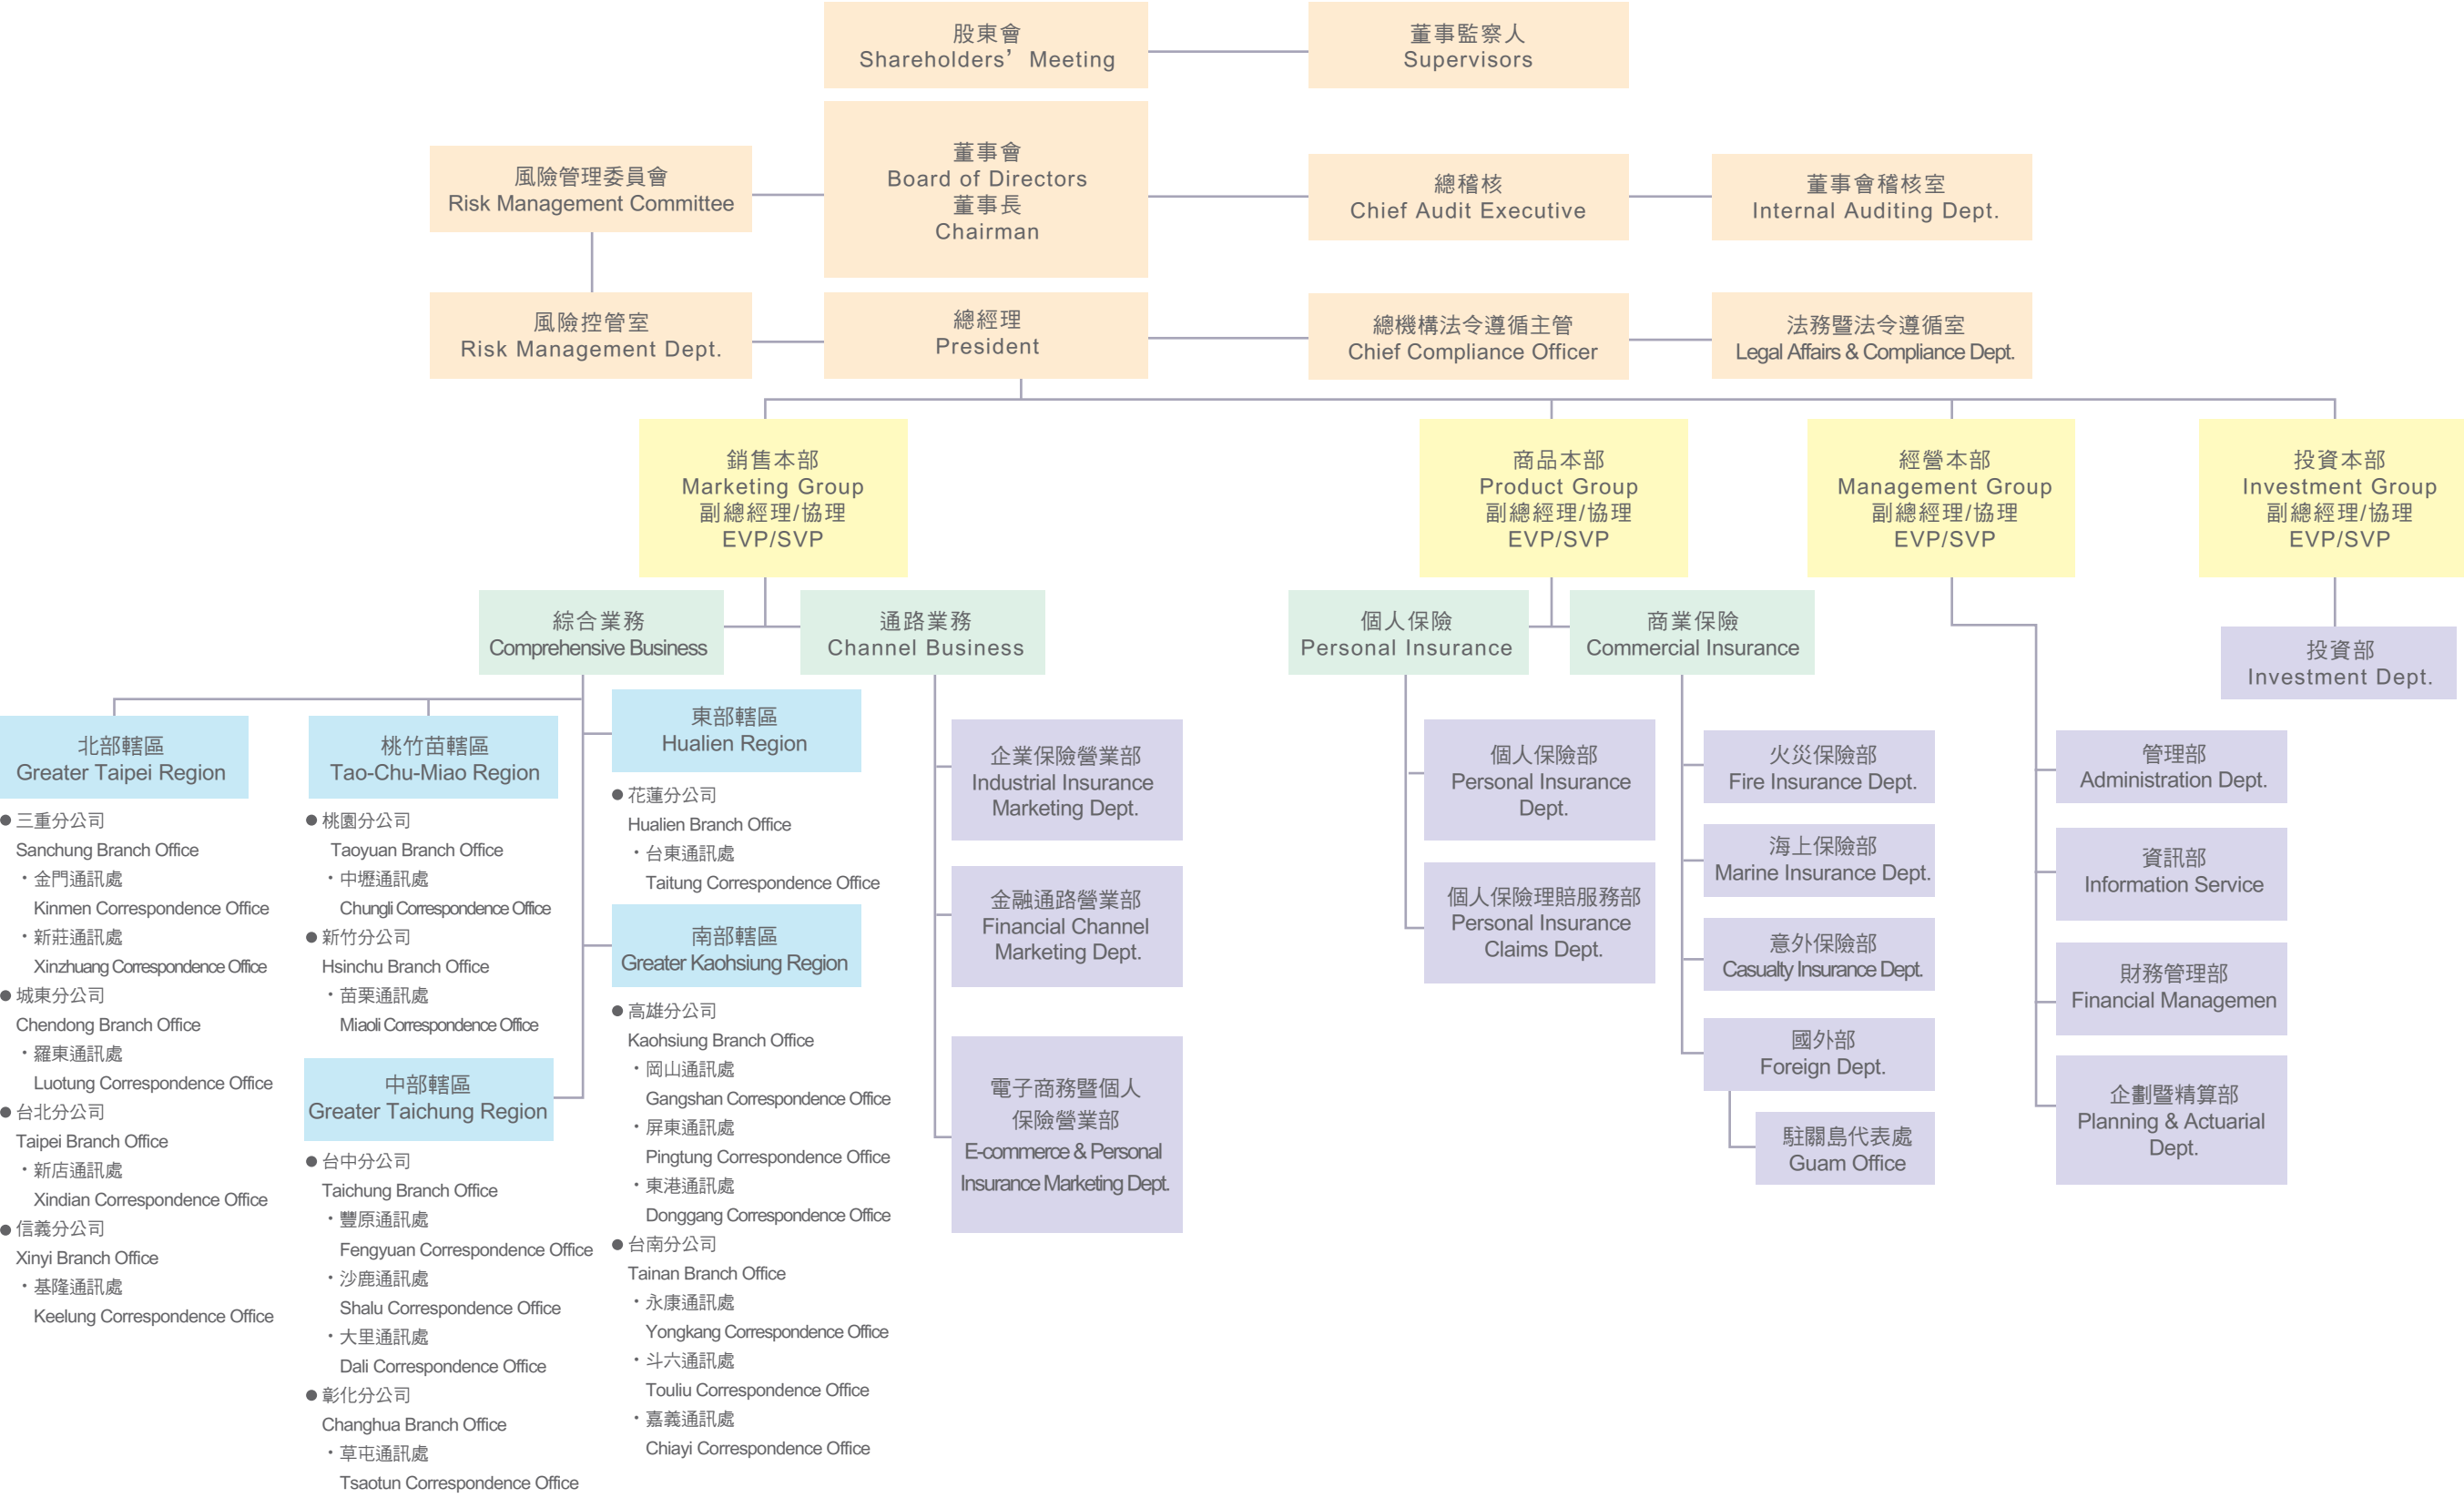 股東會
Shareholders’ Meeting
董事監察人
Supervisors
董事會
Board of Directors
董事長
Chairman
風險管理委員會
Risk Management Committee
總稽核
Chief Audit Executive
董事會稽核室
Internal Auditing Dept.
風險控管室
Risk Management Dept.
總經理
President
總機構法令遵循主管
Chief Compliance Officer
法務暨法令遵循室
Legal Affairs & Compliance Dept.
銷售本部
Marketing Group
副總經理/協理
EVP/SVP
商品本部
Product Group
副總經理/協理
EVP/SVP
經營本部
Management Group
副總經理/協理
EVP/SVP
投資本部
Investment Group
副總經理/協理
EVP/SVP
綜合業務
Comprehensive Business
通路業務
Channel Business
個人保險
Personal Insurance
商業保險
Commercial Insurance
投資部
Investment Dept.
北部轄區
Greater Taipei Region
● 三重分公司
Sanchung Branch Office
・金門通訊處
Kinmen Correspondence Office
・新莊通訊處
Xinzhuang Correspondence Office
● 城東分公司
Chendong Branch Office
・羅東通訊處
Luotung Correspondence Office
● 台北分公司
Taipei Branch Office
・新店通訊處
Xindian Correspondence Office
● 信義分公司
Xinyi Branch Office
・基隆通訊處
Keelung Correspondence Office
桃竹苗轄區
Tao-Chu-Miao Region
● 桃園分公司
Taoyuan Branch Office
・中壢通訊處
Chungli Correspondence Office
● 新竹分公司
Hsinchu Branch Office
・苗栗通訊處
Miaoli Correspondence Office
中部轄區
Greater Taichung Region
● 台中分公司
Taichung Branch Office
・豐原通訊處
Fengyuan Correspondence Office
・沙鹿通訊處
Shalu Correspondence Office
・大里通訊處
Dali Correspondence Office
● 彰化分公司
Changhua Branch Office
・草屯通訊處
Tsaotun Correspondence Office
東部轄區
Hualien Region
● 花蓮分公司
Hualien Branch Office
・台東通訊處
Taitung Correspondence Office
南部轄區
Greater Kaohsiung Region
● 高雄分公司
Kaohsiung Branch Office
・岡山通訊處
Gangshan Correspondence Office
・屏東通訊處
Pingtung Correspondence Office
・東港通訊處
Donggang Correspondence Office
● 台南分公司
Tainan Branch Office
・永康通訊處
Yongkang Correspondence Office
・斗六通訊處
Touliu Correspondence Office
・嘉義通訊處
Chiayi Correspondence Office
企業保險營業部
Industrial Insurance
Marketing Dept.
金融通路營業部
Financial Channel
Marketing Dept.
電子商務暨個人
保險營業部
E-commerce & Personal
Insurance Marketing Dept.
個人保險部
Personal Insurance
Dept.
個人保險理賠服務部
Personal Insurance
Claims Dept.
火災保險部
Fire Insurance Dept.
海上保險部
Marine Insurance Dept.
意外保險部
Casualty Insurance Dept.
國外部
Foreign Dept.
駐關島代表處
Guam Office
管理部
Administration Dept.
資訊部
Information Service
財務管理部
Financial Managemen
企劃暨精算部
Planning & Actuarial
Dept.